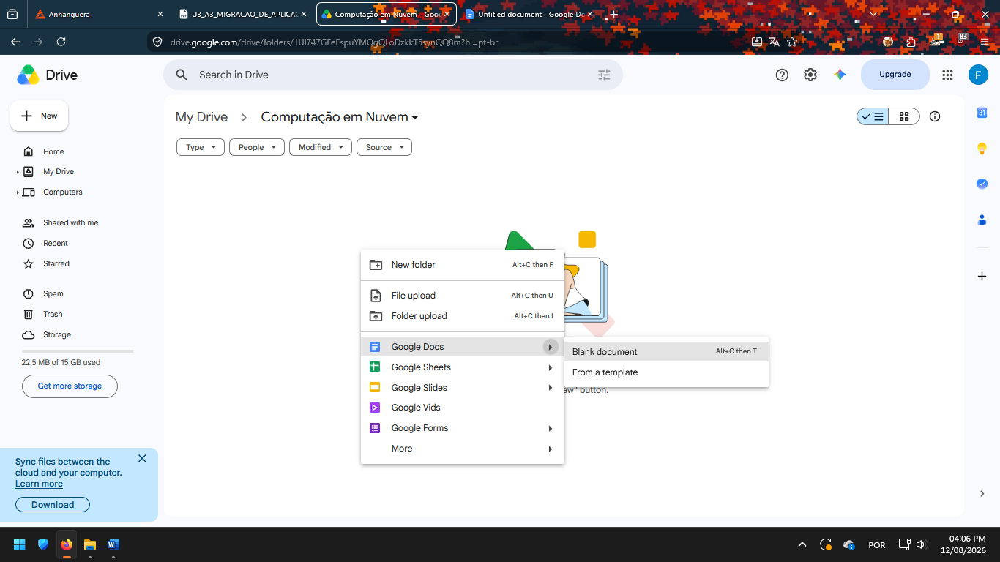 Anhanguera
U3_A3_MIGRACAO_DE_APLICAC
Computação em Nuvem - Goo
Untitled document - Google Do
drive.google.com/drive/folders/1UI747GFeEspuYMQgQLoDzkkT5synQQ8m?hl=pt-br
1
83
Drive
Search in Drive
Upgrade
F
New
My Drive
Computação em Nuvem
31
Type
People
Modified
Source
Home
My Drive
Computers
Shared with me
Recent
Starred
Spam
Trash
Storage
22.5 MB of 15 GB used
Get more storage
New folder Alt+C then F
File upload Alt+C then U
Folder upload Alt+C then I
Google Docs
Google Sheets
Google Slides
Google Vids
Google Forms
More
Blank document Alt+C then T
From a template
button.
Sync files between the
cloud and your computer.
Learn more
Download
POR
04:06 PM
12/08/2026